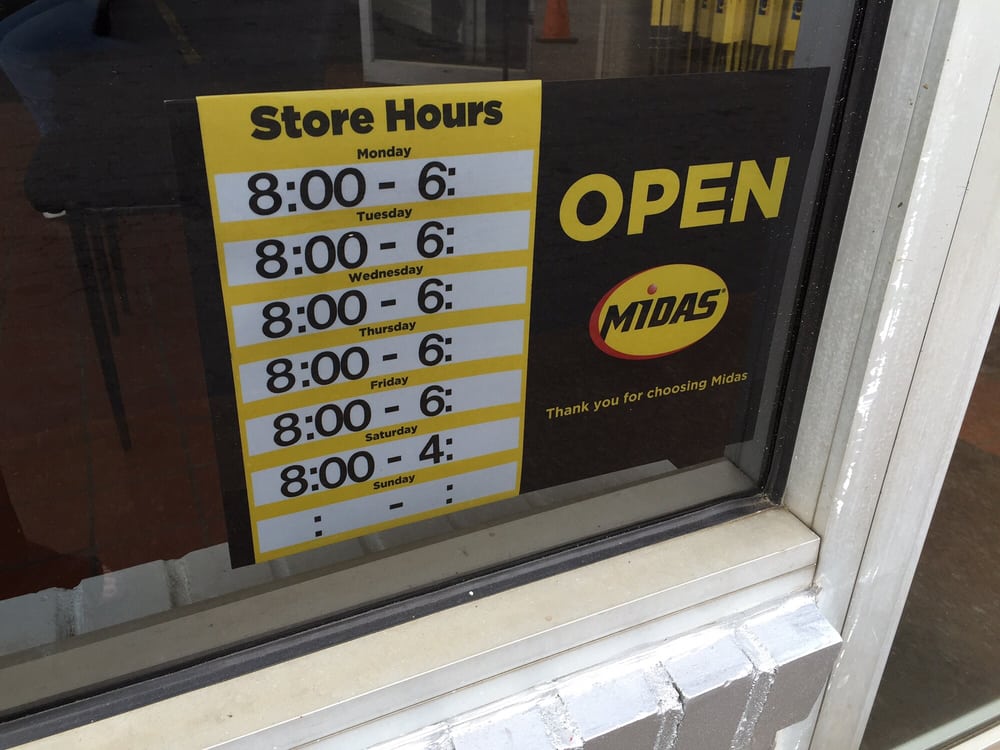 Store Hours
Monday
8:00 - 6:
Tuesday
8:00 - 6:
Wednesday
8:00 - 6:
Thursday
8:00 - 6:
Friday
8:00 - 6:
Saturday
8:00 - 4:
Sunday
: - :
OPEN
MIDAS®
Thank you for choosing Midas